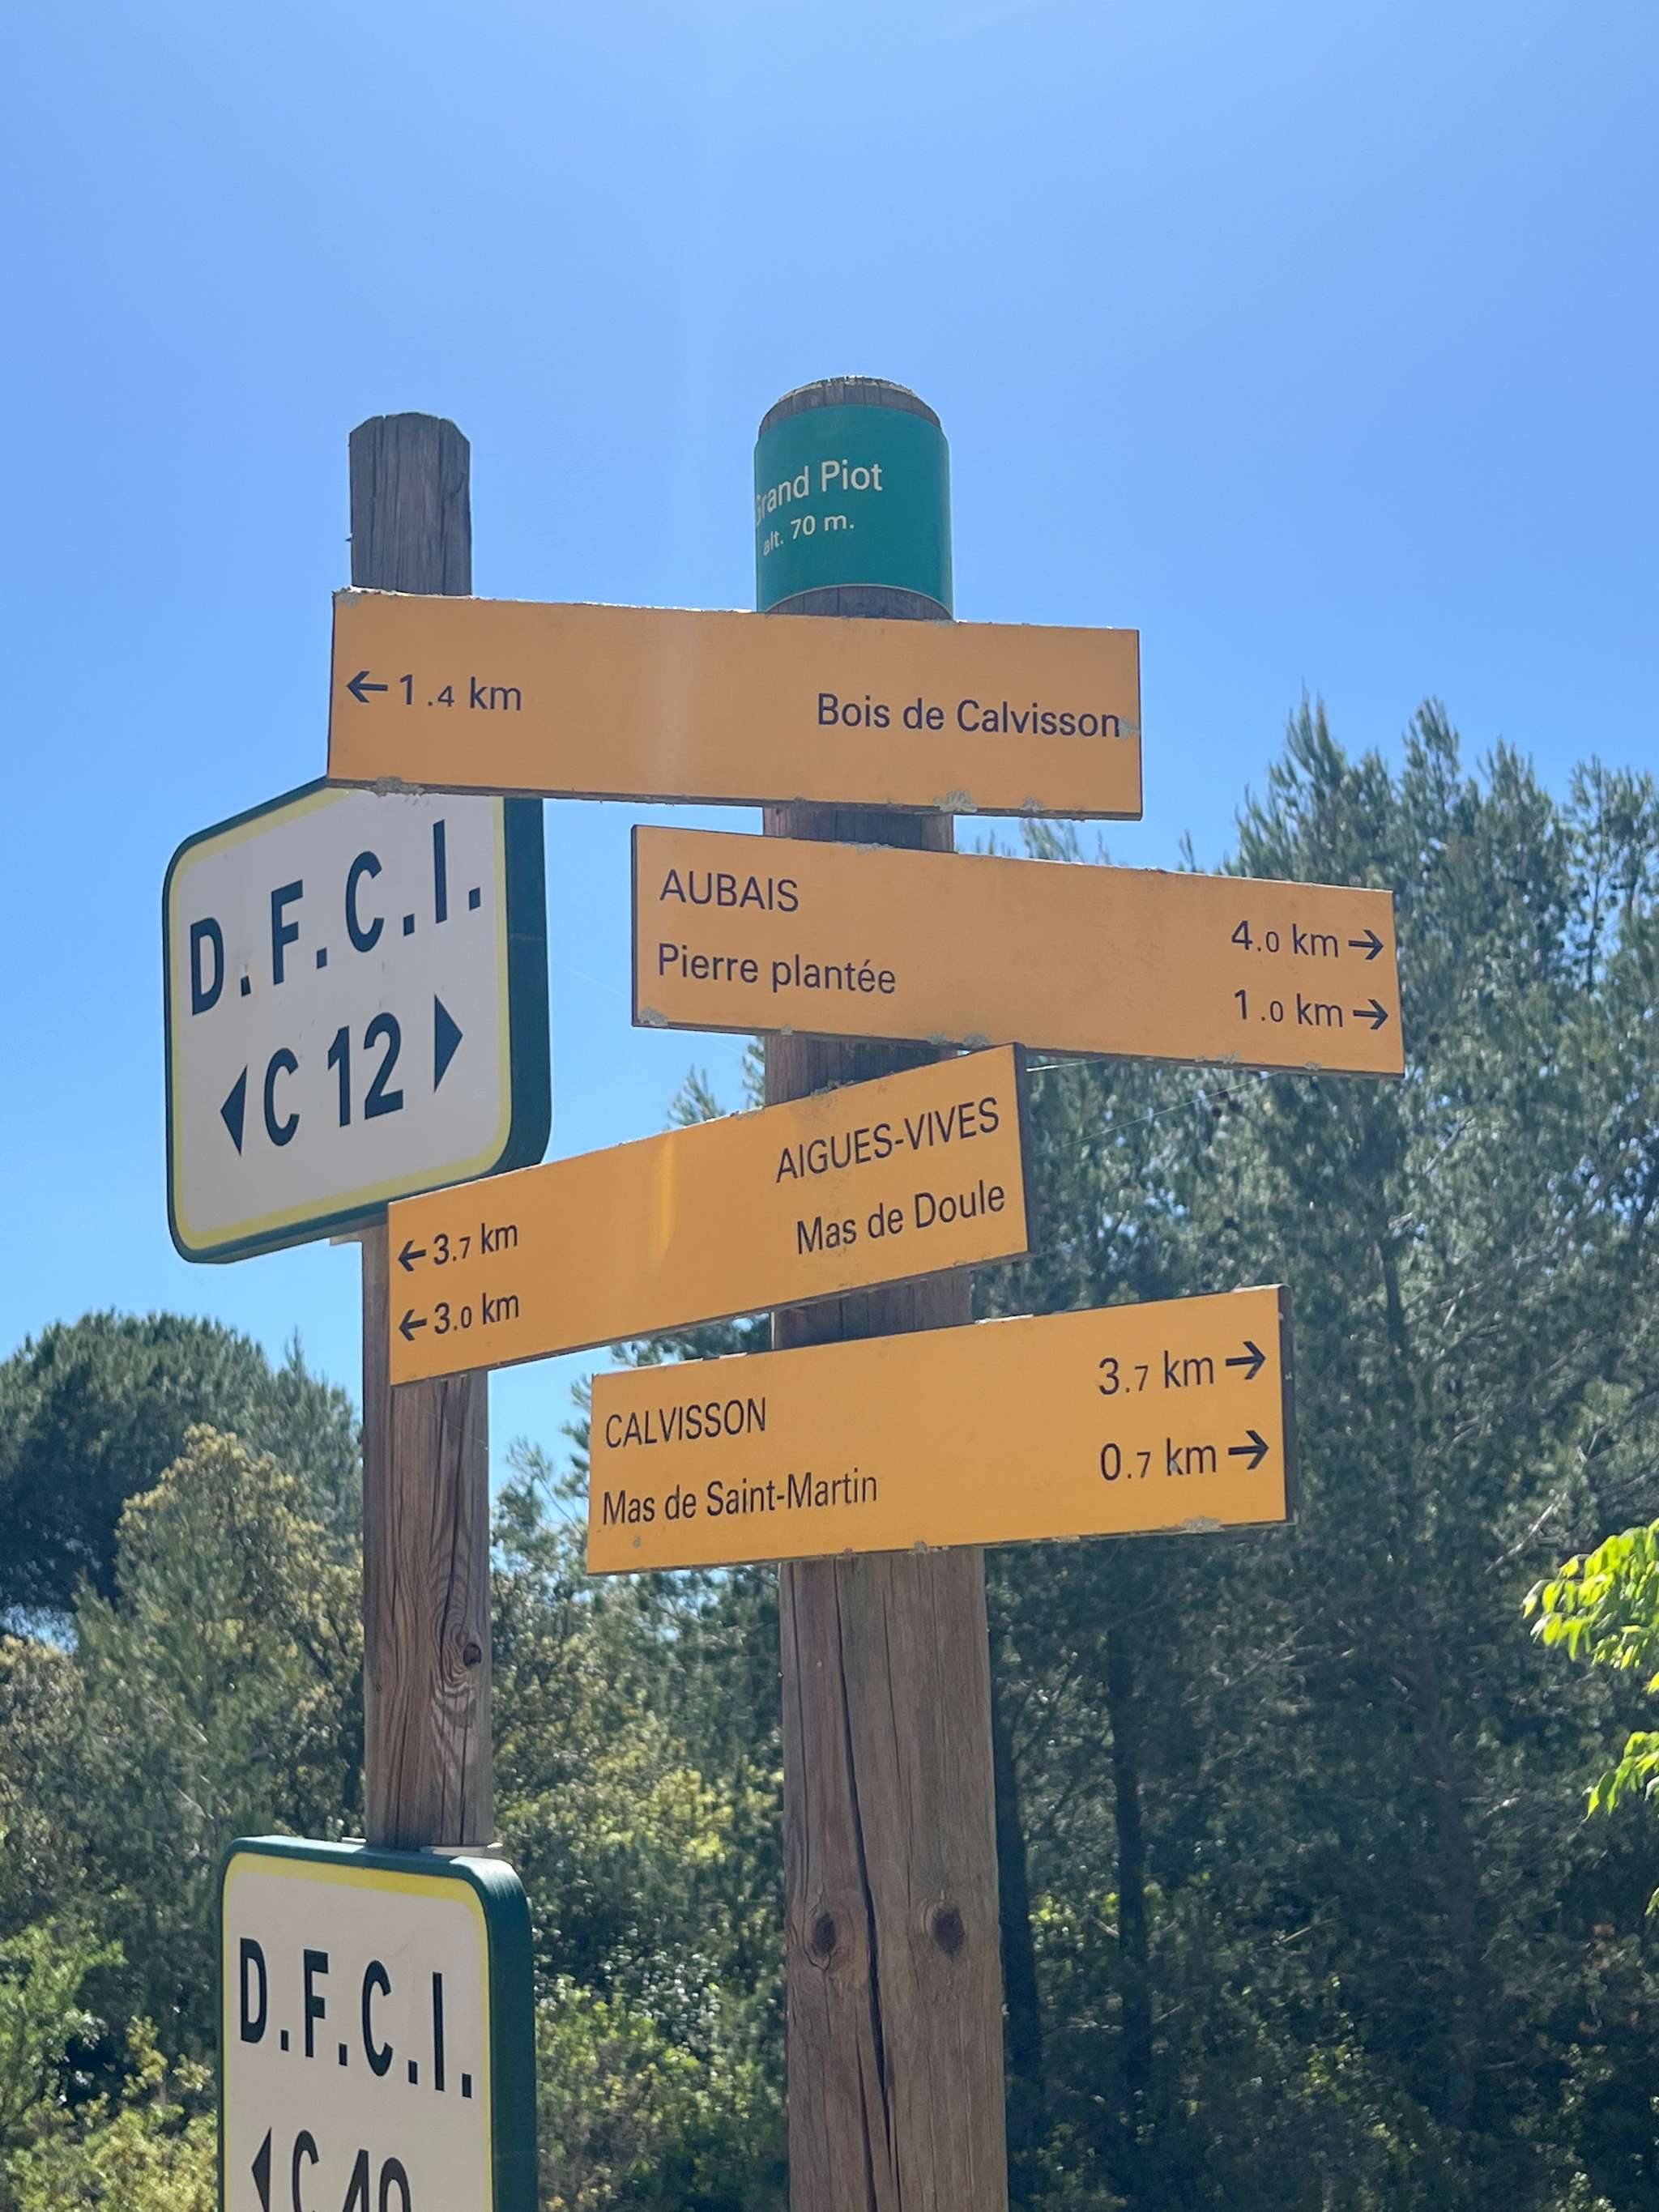 Grand Piot
alt. 70 m.
← 1.4 km Bois de Calvisson
AUBAIS 4.0 km →
Pierre plantée 1.0 km →
D.F.C.I.
◀ C 12 ▶
← 3.7 km AIGUES-VIVES
← 3.0 km Mas de Doule
CALVISSON 3.7 km →
Mas de Saint-Martin 0.7 km →
D.F.C.I.
◀ C